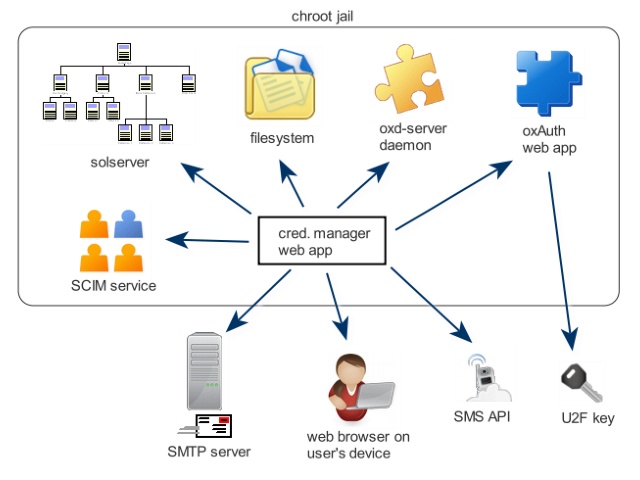 chroot jail
solserver
filesystem
oxd-server
daemon
oxAuth
web app
cred. manager
web app
SCIM service
SMTP server
web browser on
user's device
SMS API
U2F key